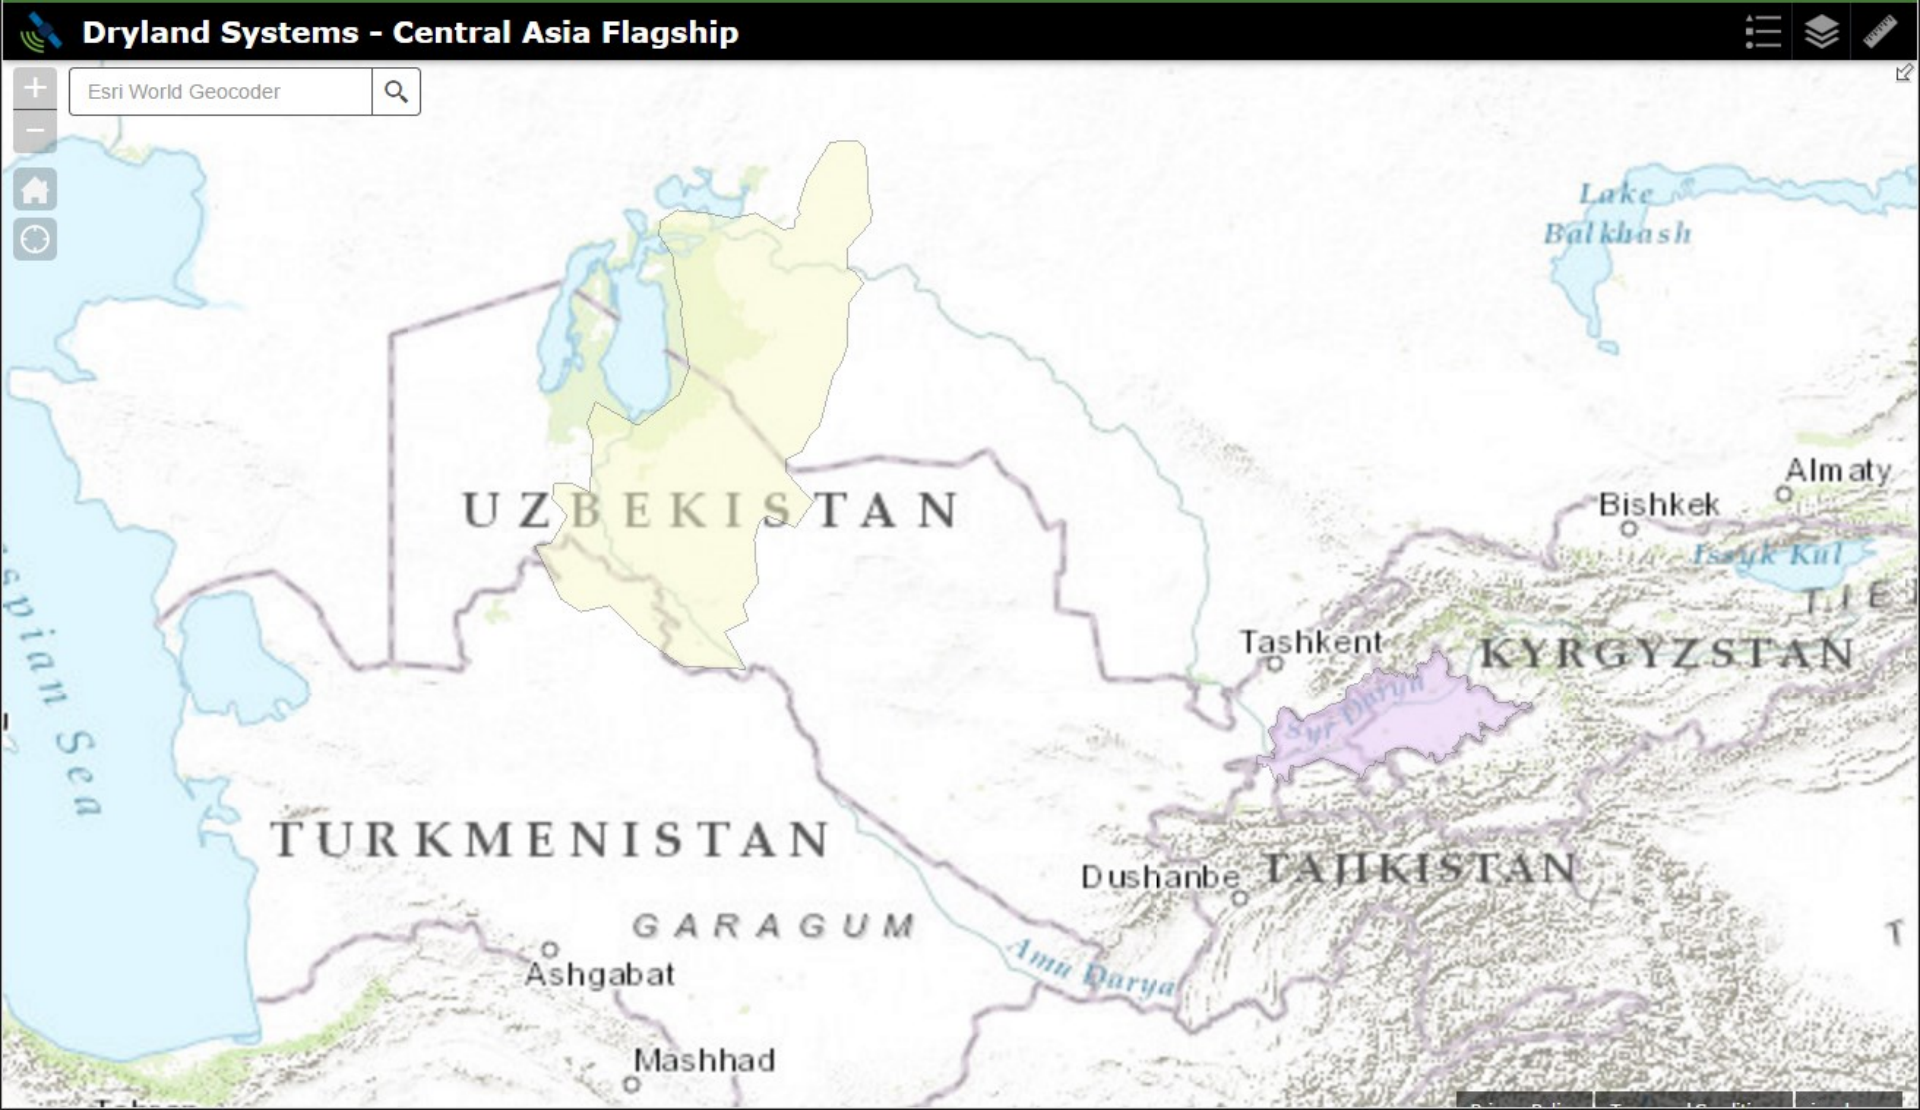 Dryland Systems - Central Asia Flagship
Esri World Geocoder
Lake
Balkhash
Almaty
Bishkek
UZBEKISTAN
Issyk Kul
Tashkent
KYRGYZSTAN
Syr Darya
Caspian Sea
TURKMENISTAN
Dushanbe
TAJIKISTAN
GARAGUM
Ashgabat
Amu Darya
Mashhad